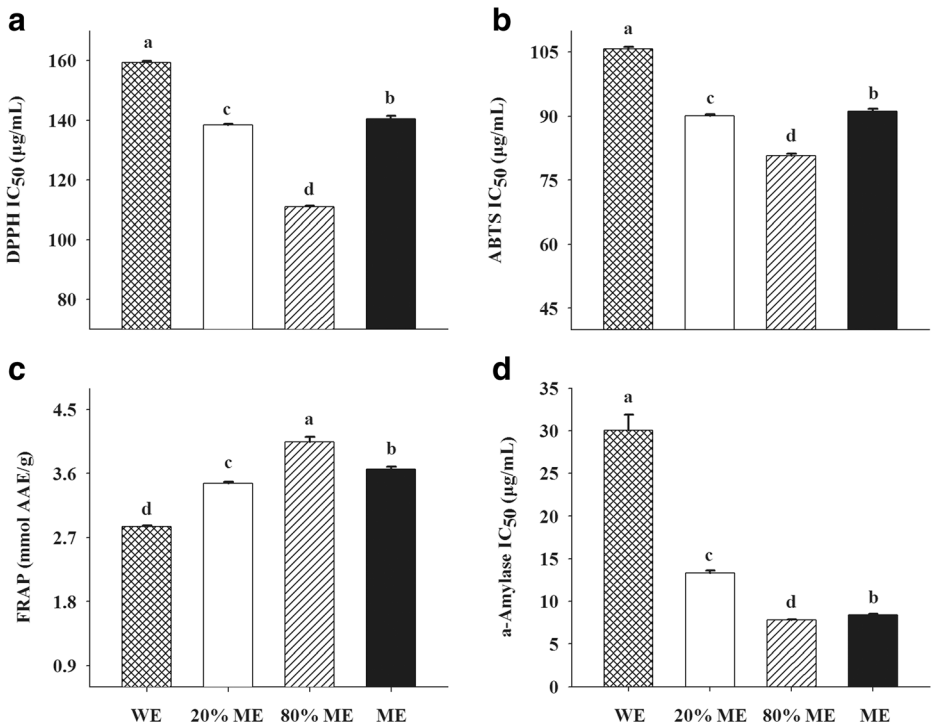 a
DPPH IC50 (µg/mL)
160
140
120
100
80
a
c
d
b
b
ABTS IC50 (µg/mL)
105
90
75
60
45
a
c
d
b
c
FRAP (mmol AAE/g)
4.5
3.6
2.7
1.8
0.9
d
c
a
b
WE 20% ME 80% ME ME
d
a-Amylase IC50 (µg/mL)
35
30
25
20
15
10
5
0
a
c
d
b
WE 20% ME 80% ME ME